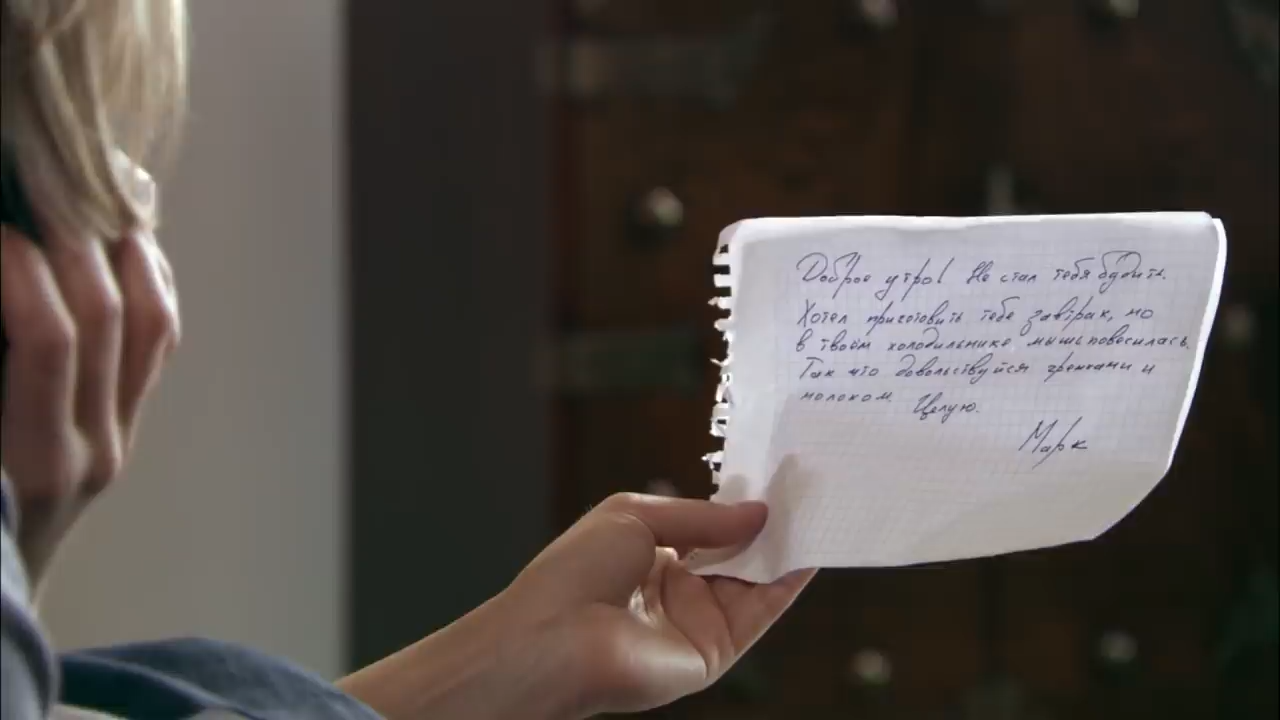 Доброе утро! Не стал тебя будить.
Хотел приготовить тебе завтрак, но
в твоём холодильнике мышь повесилась.
Так что довольствуйся гренками и
молоком. Целую.
Марк